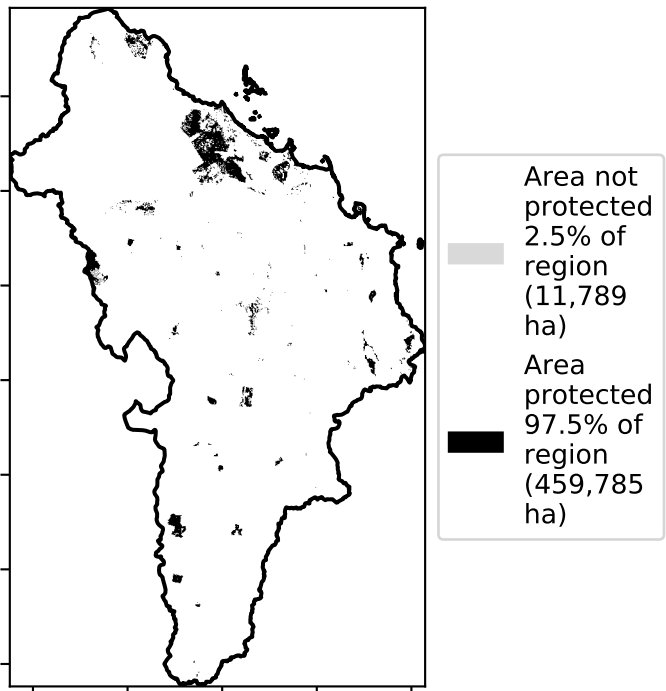 Area not
protected
2.5% of
region
(11,789
ha)
Area
protected
97.5% of
region
(459,785
ha)